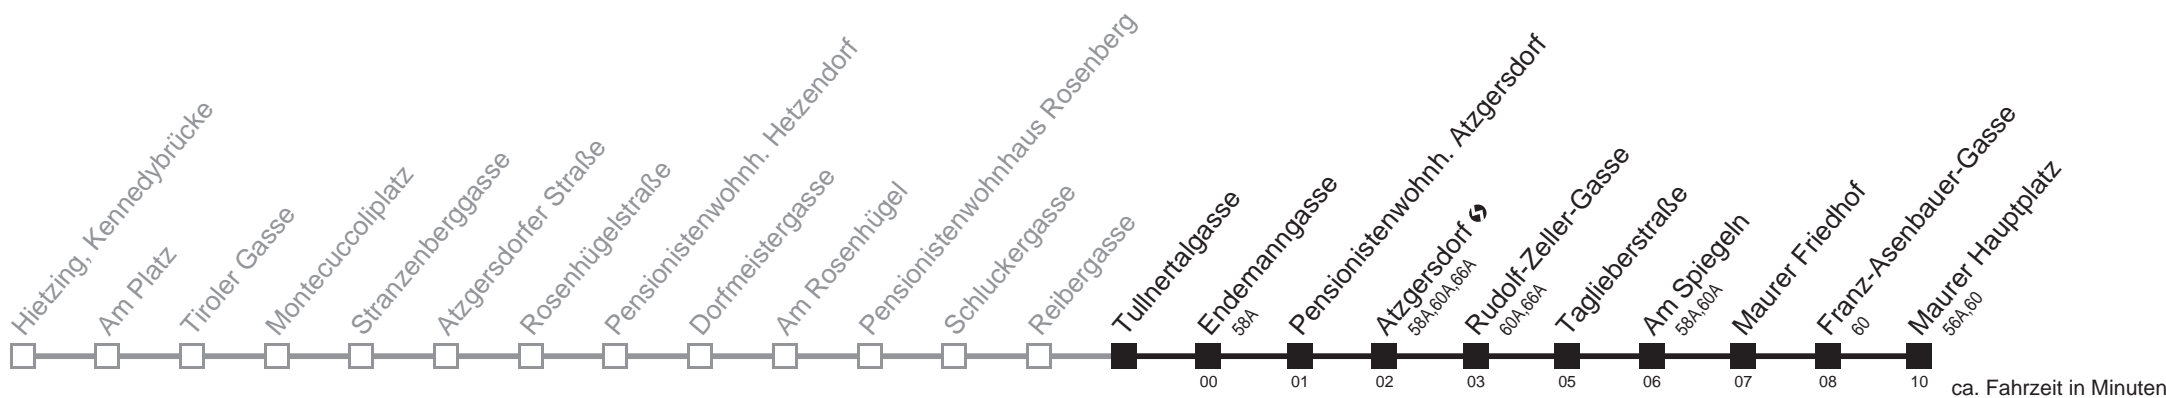 Hietzing, Kennedybrücke
Am Platz
Tiroler Gasse
Montecuccoliplatz
Stranzenberggasse
Atzgersdorfer Straße
Rosenhügelstraße
Pensionistenwohnh. Hetzendorf
Dorfmeistergasse
Am Rosenhügel
Pensionistenwohnhaus Rosenberg
Schluckergasse
Reibergasse
Tullnertalgasse
Endemanngasse
58A
Pensionistenwohnh. Atzgersdorf
Atzgersdorf
58A,60A,66A
Rudolf-Zeller-Gasse
60A,66A
Taglieberstraße
Am Spiegeln
58A,60A
Maurer Friedhof
Franz-Asenbauer-Gasse
60
Maurer Hauptplatz
56A,60
00 01 02 03 05 06 07 08 10
ca. Fahrzeit in Minuten